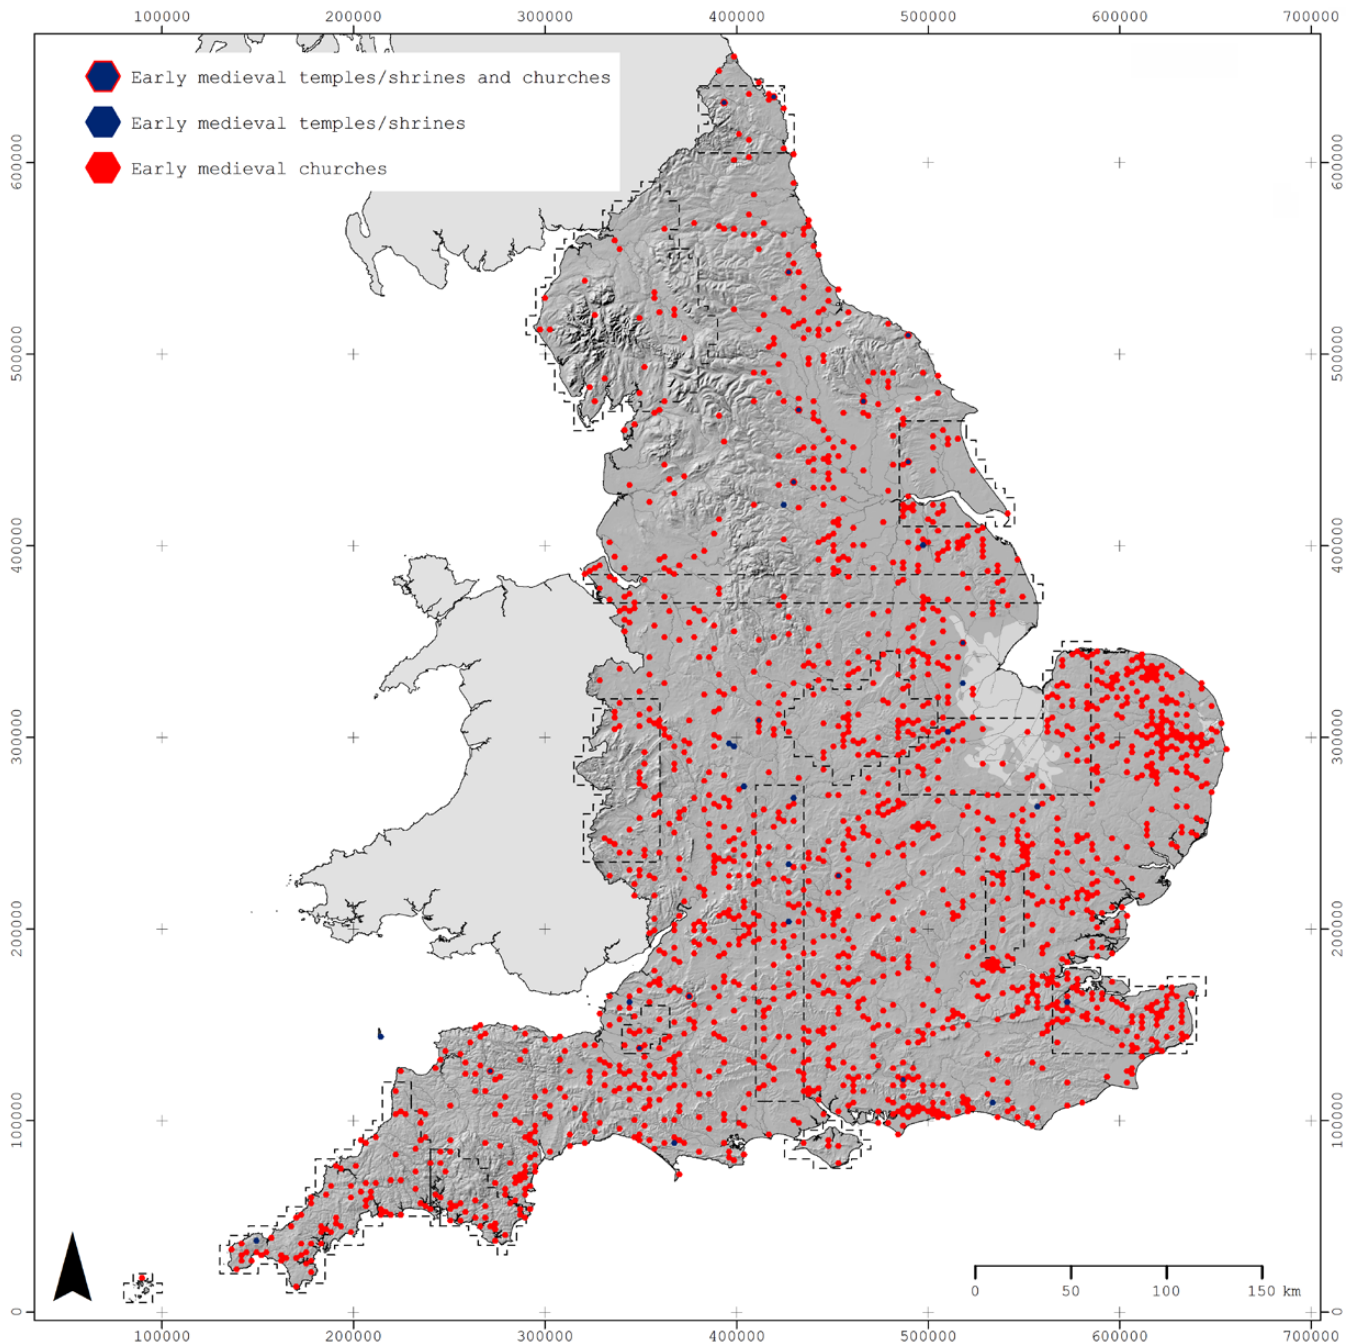 100000 200000 300000 400000 500000 600000 700000
Early medieval temples/shrines and churches
Early medieval temples/shrines
Early medieval churches
600000 600000
500000 500000
400000 400000
300000 300000
200000 200000
100000 100000
0 50 100 150 km
0 0
100000 200000 300000 400000 500000 600000 700000